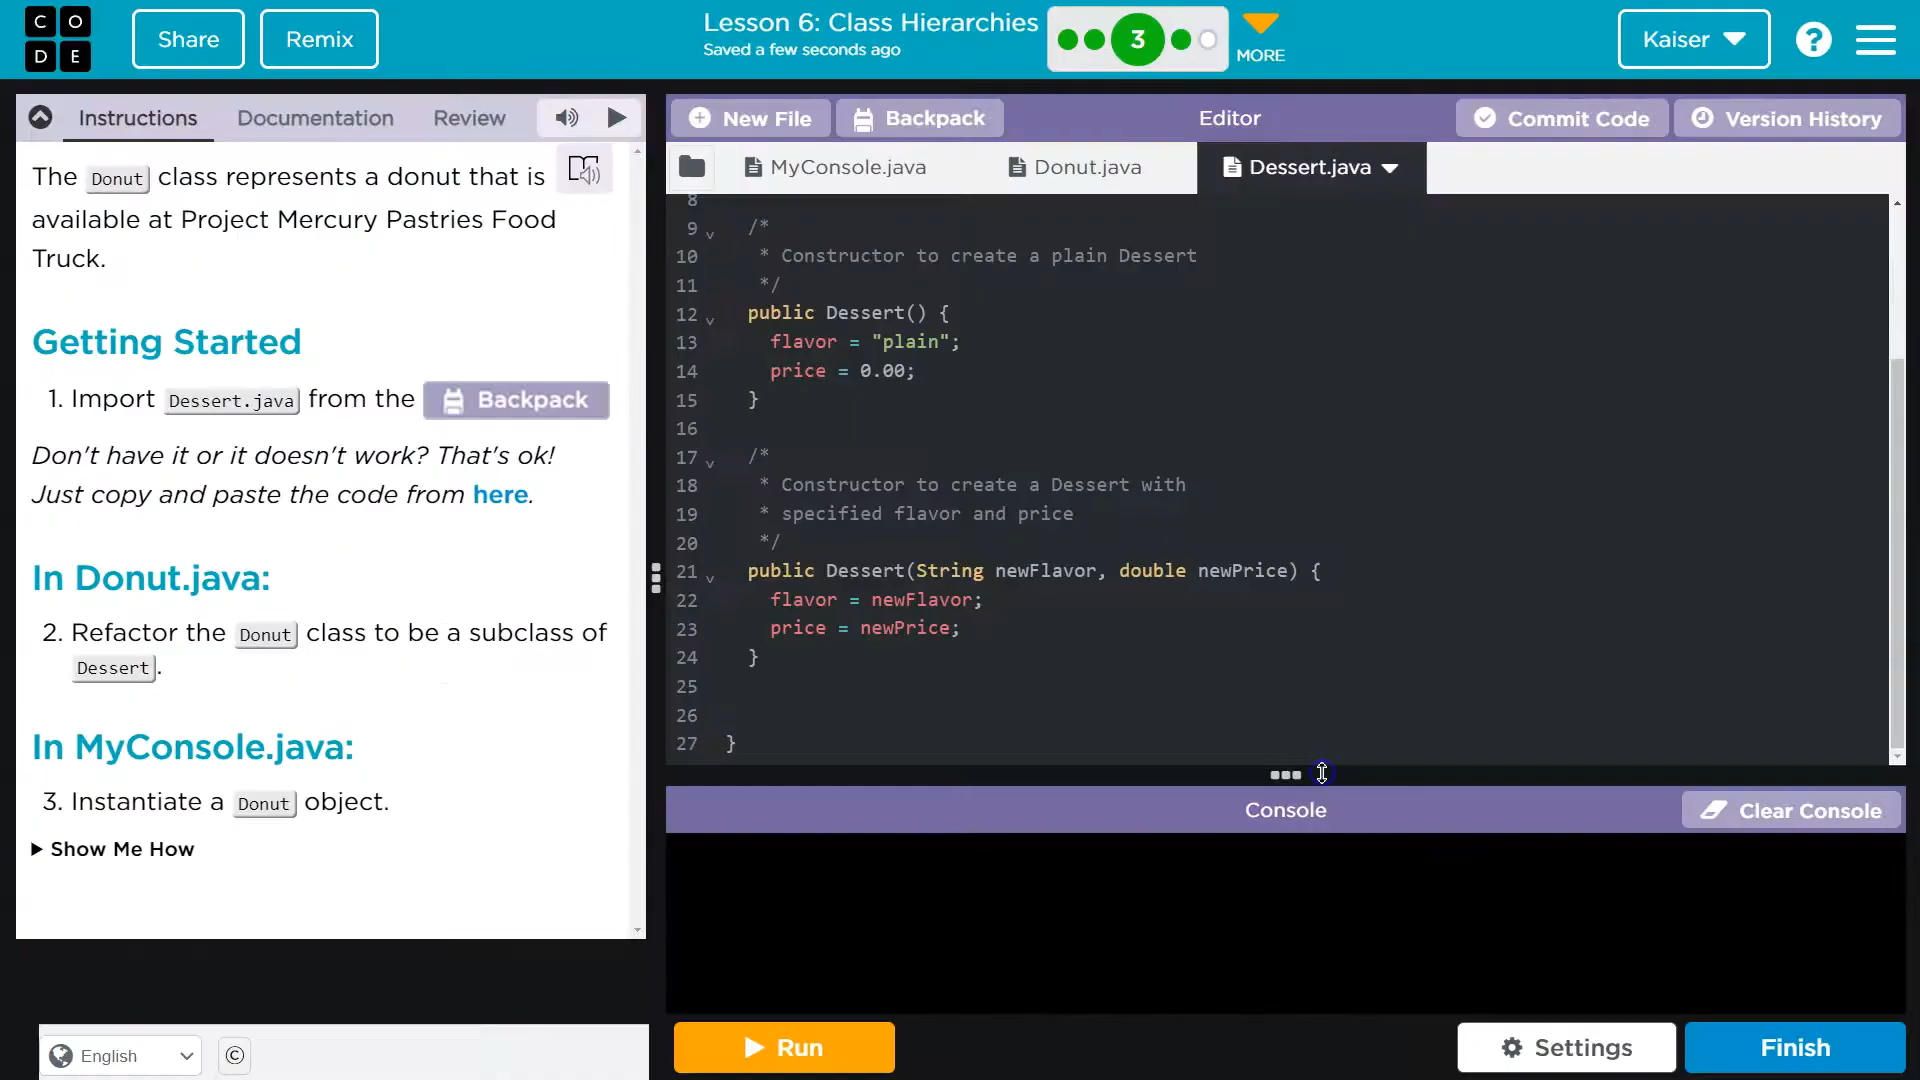 C O
D E
Share
Remix
Lesson 6: Class Hierarchies
Saved a few seconds ago
3
MORE
Kaiser
?
Instructions
Documentation
Review
The Donut class represents a donut that is
available at Project Mercury Pastries Food
Truck.
Getting Started
1. Import Dessert.java from the Backpack
Don't have it or it doesn't work? That's ok!
Just copy and paste the code from here.
In Donut.java:
2. Refactor the Donut class to be a subclass of
Dessert.
In MyConsole.java:
3. Instantiate a Donut object.
Show Me How
English
©
New File
Backpack
Editor
Commit Code
Version History
MyConsole.java
Donut.java
Dessert.java
8
9 /*
10 * Constructor to create a plain Dessert
11 */
12 public Dessert() {
13 flavor = "plain";
14 price = 0.00;
15 }
16
17 /*
18 * Constructor to create a Dessert with
19 * specified flavor and price
20 */
21 public Dessert(String newFlavor, double newPrice) {
22 flavor = newFlavor;
23 price = newPrice;
24 }
25
26
27 }
Console
Clear Console
Run
Settings
Finish